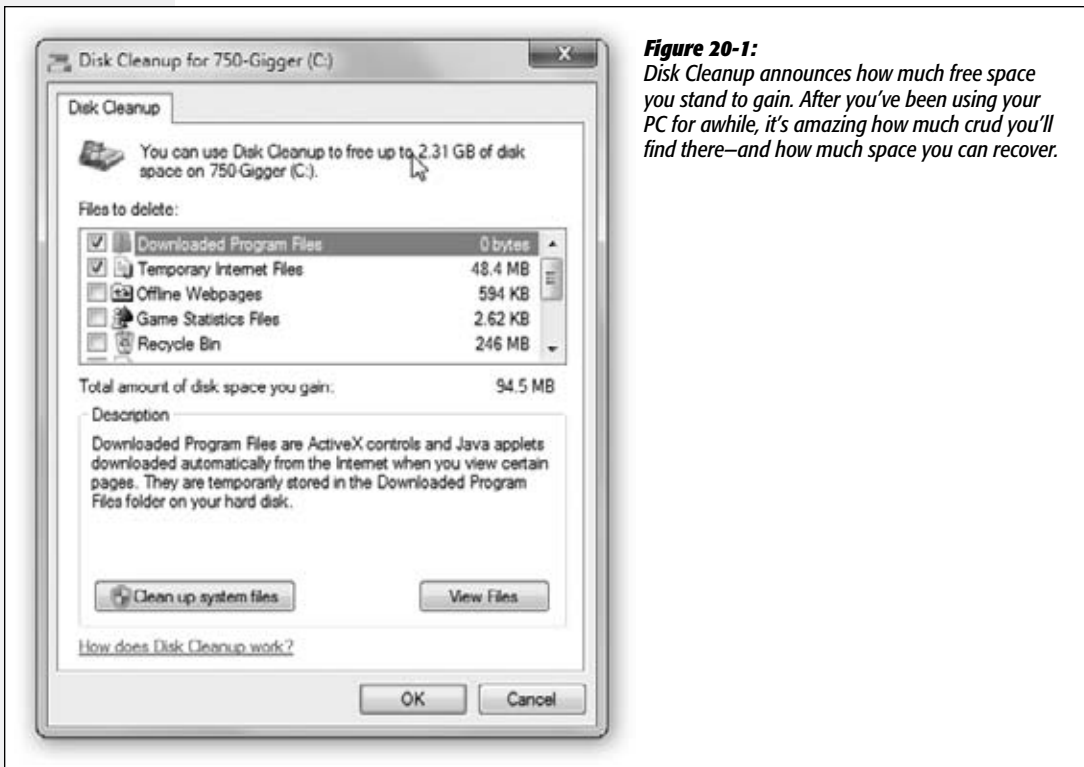 Disk Cleanup for 750-Gigger (C:)
Disk Cleanup
You can use Disk Cleanup to free up to 2.31 GB of disk
space on 750-Gigger (C:).
Files to delete:
Downloaded Program Files 0 bytes
Temporary Internet Files 48.4 MB
Offline Webpages 594 KB
Game Statistics Files 2.62 KB
Recycle Bin 246 MB
Total amount of disk space you gain: 94.5 MB
Description
Downloaded Program Files are ActiveX controls and Java applets
downloaded automatically from the Internet when you view certain
pages. They are temporarily stored in the Downloaded Program
Files folder on your hard disk.
Clean up system files View Files
How does Disk Cleanup work?
OK Cancel
Figure 20-1:
Disk Cleanup announces how much free space
you stand to gain. After you've been using your
PC for awhile, it's amazing how much crud you'll
find there—and how much space you can recover.